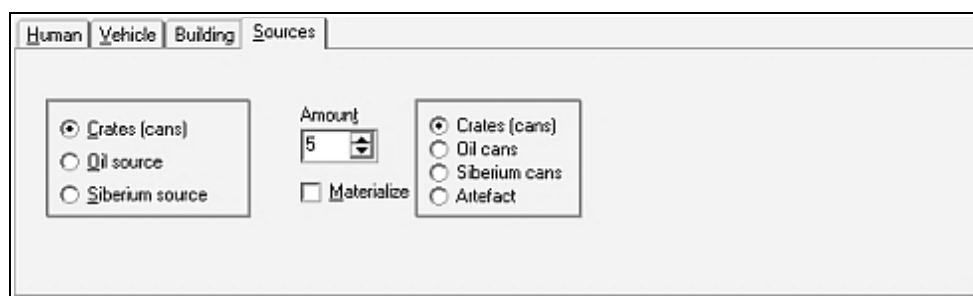 Human Vehicle Building Sources
Crates (cans)
Oil source
Siberium source
Amount
5
Materialize
Crates (cans)
Oil cans
Siberium cans
Artefact